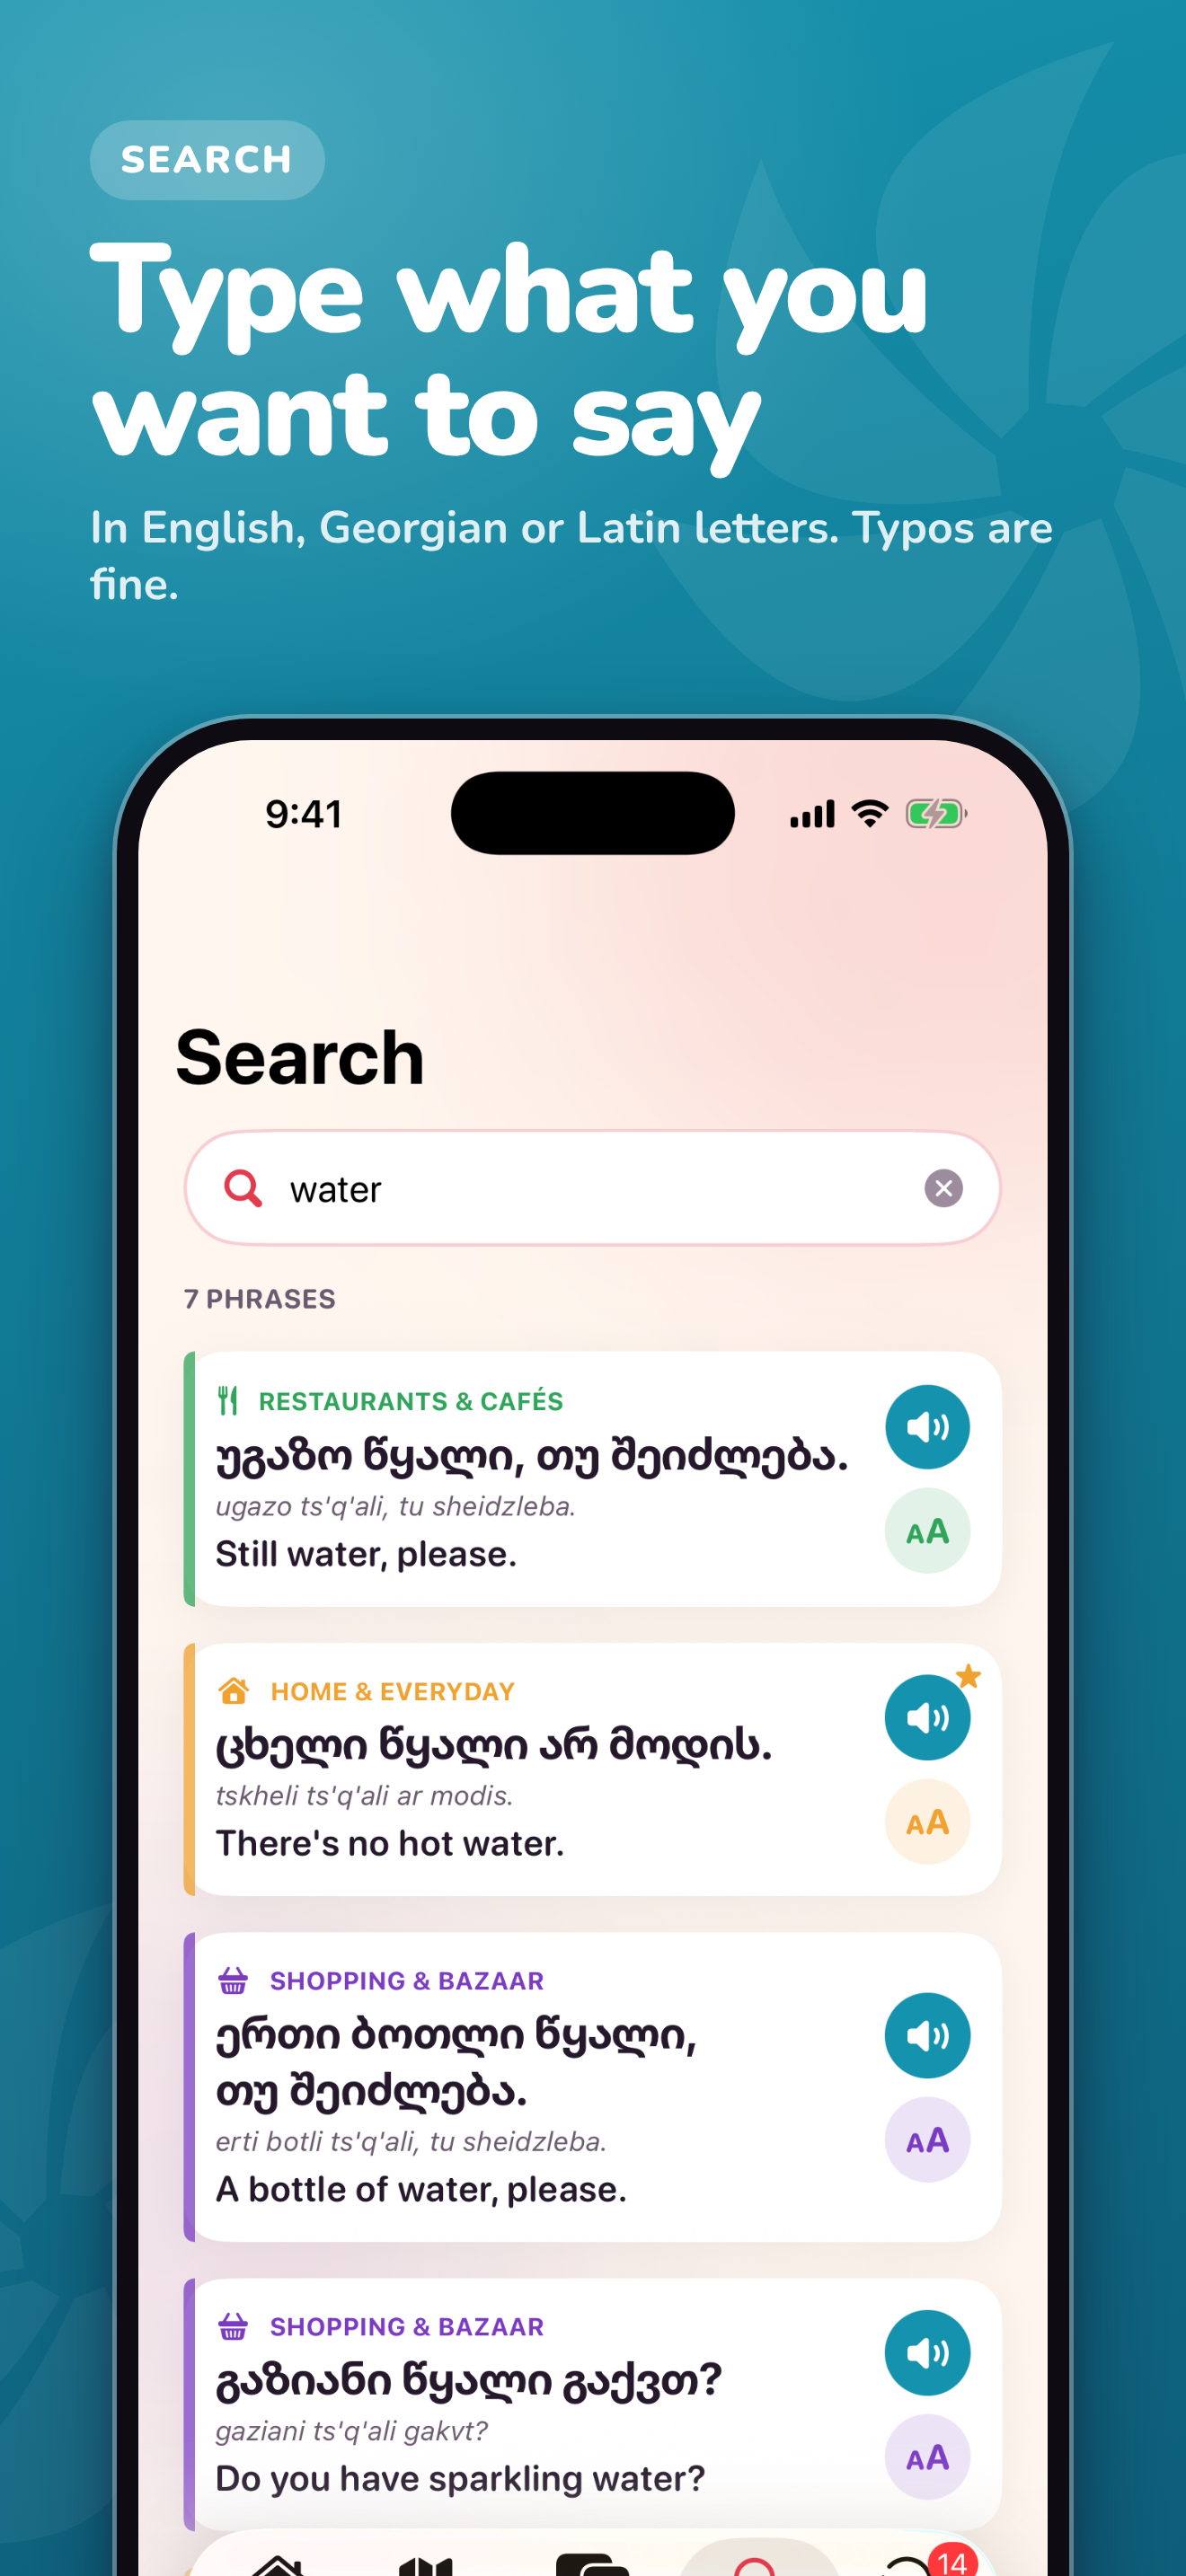 SEARCH
Type what you
want to say
In English, Georgian or Latin letters. Typos are
fine.
9:41
Search
water
7 PHRASES
RESTAURANTS & CAFÉS
უგაზო წყალი, თუ შეიძლება.
ugazo ts'q'ali, tu sheidzleba.
Still water, please.
AA
HOME & EVERYDAY
ცხელი წყალი არ მოდის.
tskheli ts'q'ali ar modis.
There's no hot water.
AA
SHOPPING & BAZAAR
ერთი ბოთლი წყალი,
თუ შეიძლება.
erti botli ts'q'ali, tu sheidzleba.
A bottle of water, please.
AA
SHOPPING & BAZAAR
გაზიანი წყალი გაქვთ?
gaziani ts'q'ali gakvt?
Do you have sparkling water?
AA
14